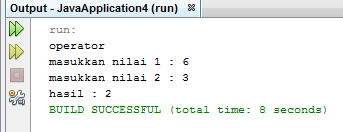 Output - JavaApplication4 (run)
run:
operator
masukkan nilai 1 : 6
masukkan nilai 2 : 3
hasil : 2
BUILD SUCCESSFUL (total time: 8 seconds)